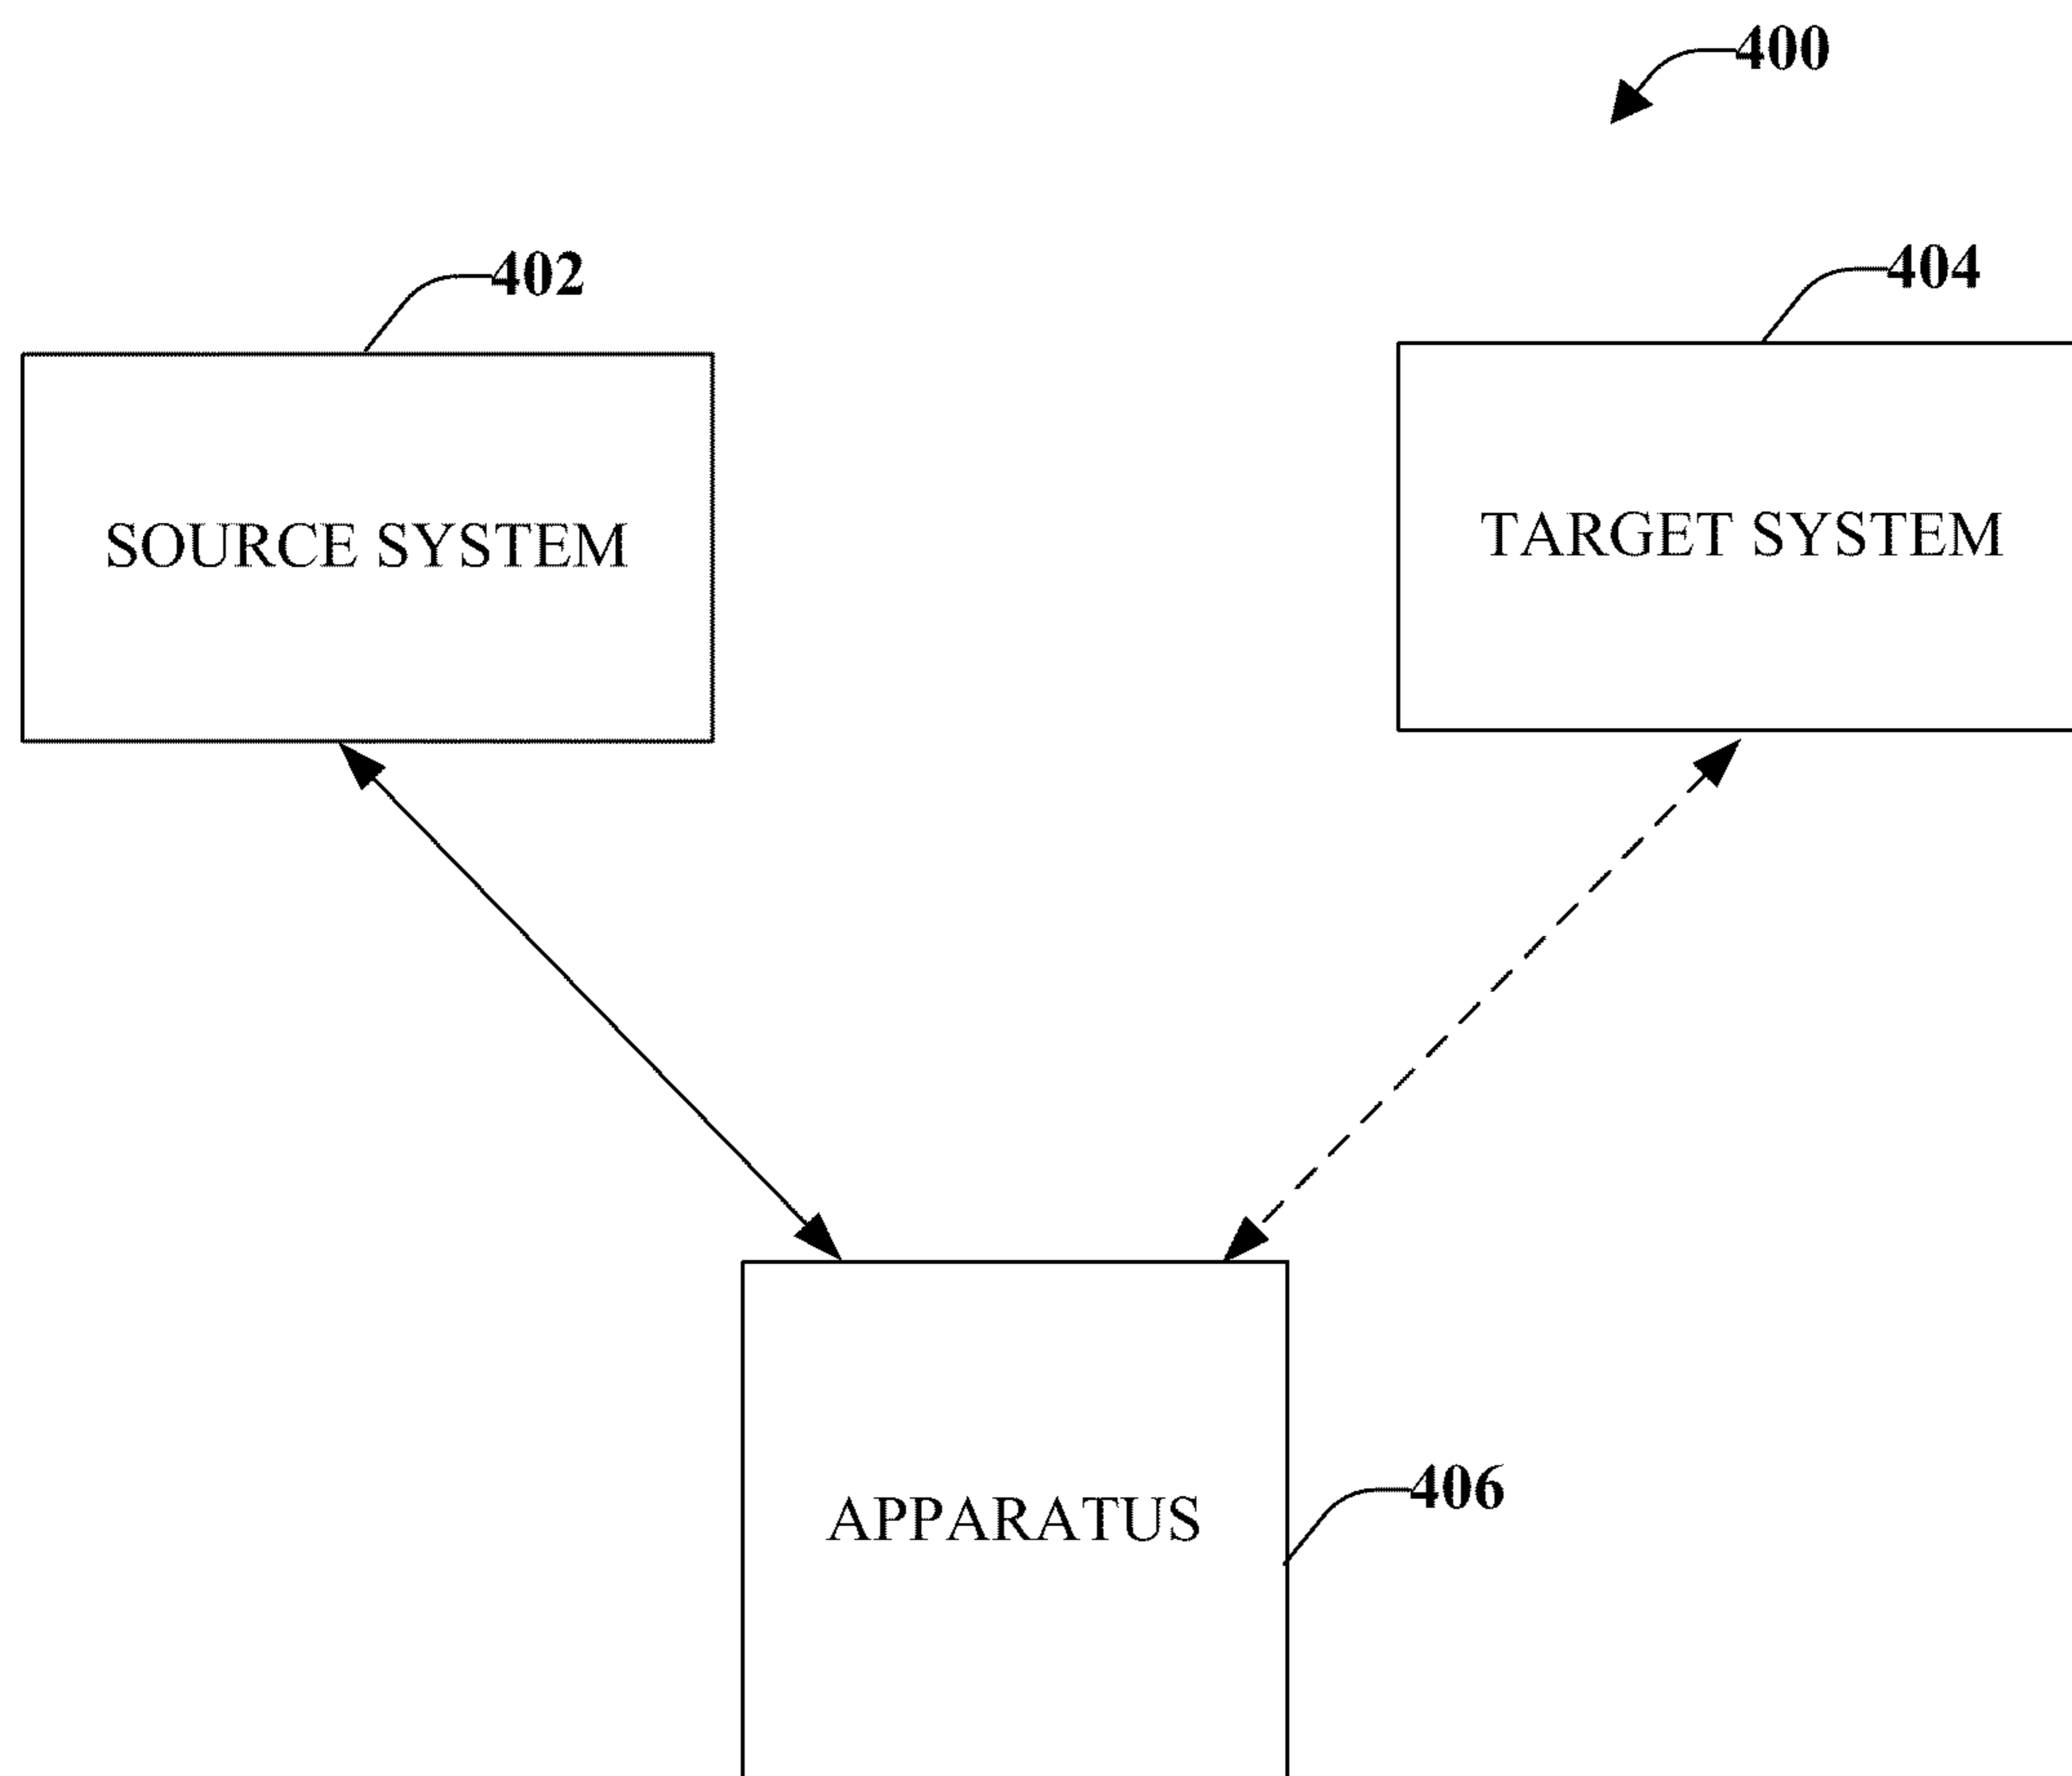 400
402
404
SOURCE SYSTEM
TARGET SYSTEM
406
APPARATUS